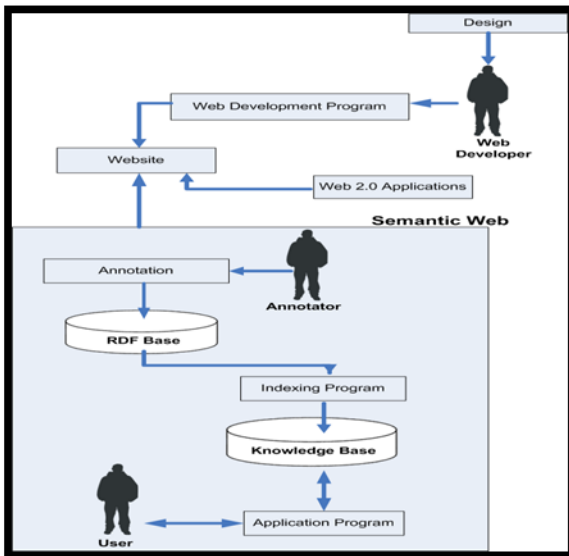 Design
Web Development Program
Web
Developer
Website
Web 2.0 Applications
Semantic Web
Annotation
Annotator
RDF Base
Indexing Program
Knowledge Base
Application Program
User